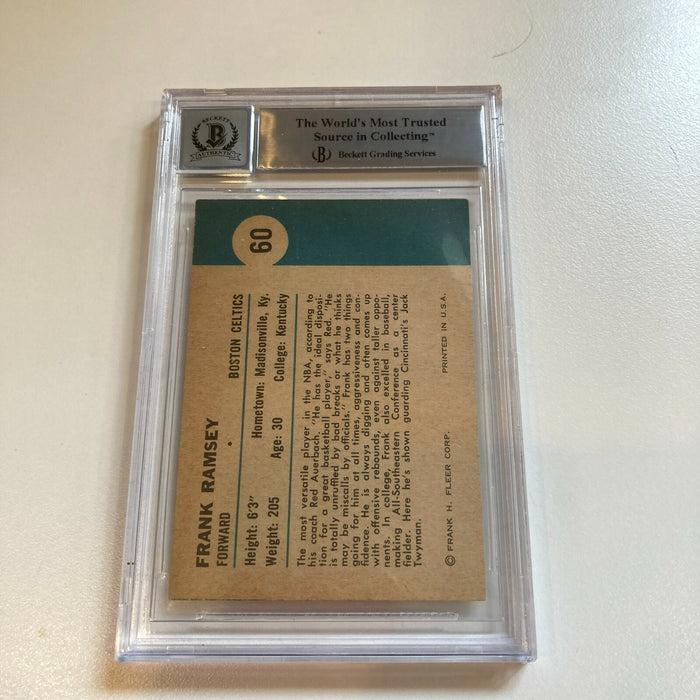 BECKETT
B
AUTHENTIC
The World's Most Trusted
Source in Collecting™
B Beckett Grading Services
60
FRANK RAMSEY
FORWARD BOSTON CELTICS
Height: 6'3" Hometown: Madisonville, Ky.
Weight: 205 Age: 30 College: Kentucky
The most versatile player in the NBA, according to
his coach Red Auerbach. "He has the ideal disposi-
tion for a great basketball player," says Red. "He
is totally unruffled by bad breaks or what he thinks
may be miscalls by officials." Frank has two things
going for him at all times, aggressiveness and con-
fidence. He is always digging and often comes up
with offensive rebounds, even against taller oppo-
nents. In college, Frank also excelled in baseball,
making All-Southeastern Conference as a center
fielder. Here he's shown guarding Cincinnati's Jack
Twyman.
© FRANK H. FLEER CORP. PRINTED IN U.S.A.